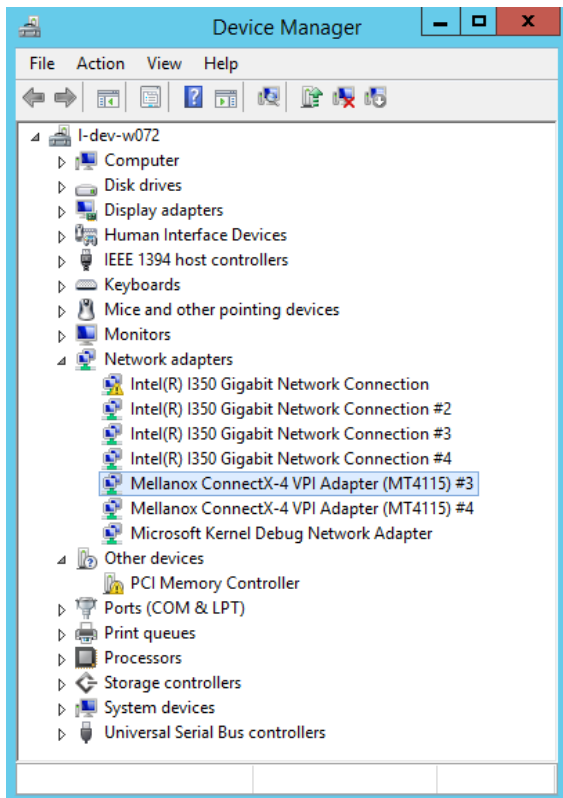 Device Manager
File Action View Help
l-dev-w072
Computer
Disk drives
Display adapters
Human Interface Devices
IEEE 1394 host controllers
Keyboards
Mice and other pointing devices
Monitors
Network adapters
Intel(R) I350 Gigabit Network Connection
Intel(R) I350 Gigabit Network Connection #2
Intel(R) I350 Gigabit Network Connection #3
Intel(R) I350 Gigabit Network Connection #4
Mellanox ConnectX-4 VPI Adapter (MT4115) #3
Mellanox ConnectX-4 VPI Adapter (MT4115) #4
Microsoft Kernel Debug Network Adapter
Other devices
PCI Memory Controller
Ports (COM & LPT)
Print queues
Processors
Storage controllers
System devices
Universal Serial Bus controllers